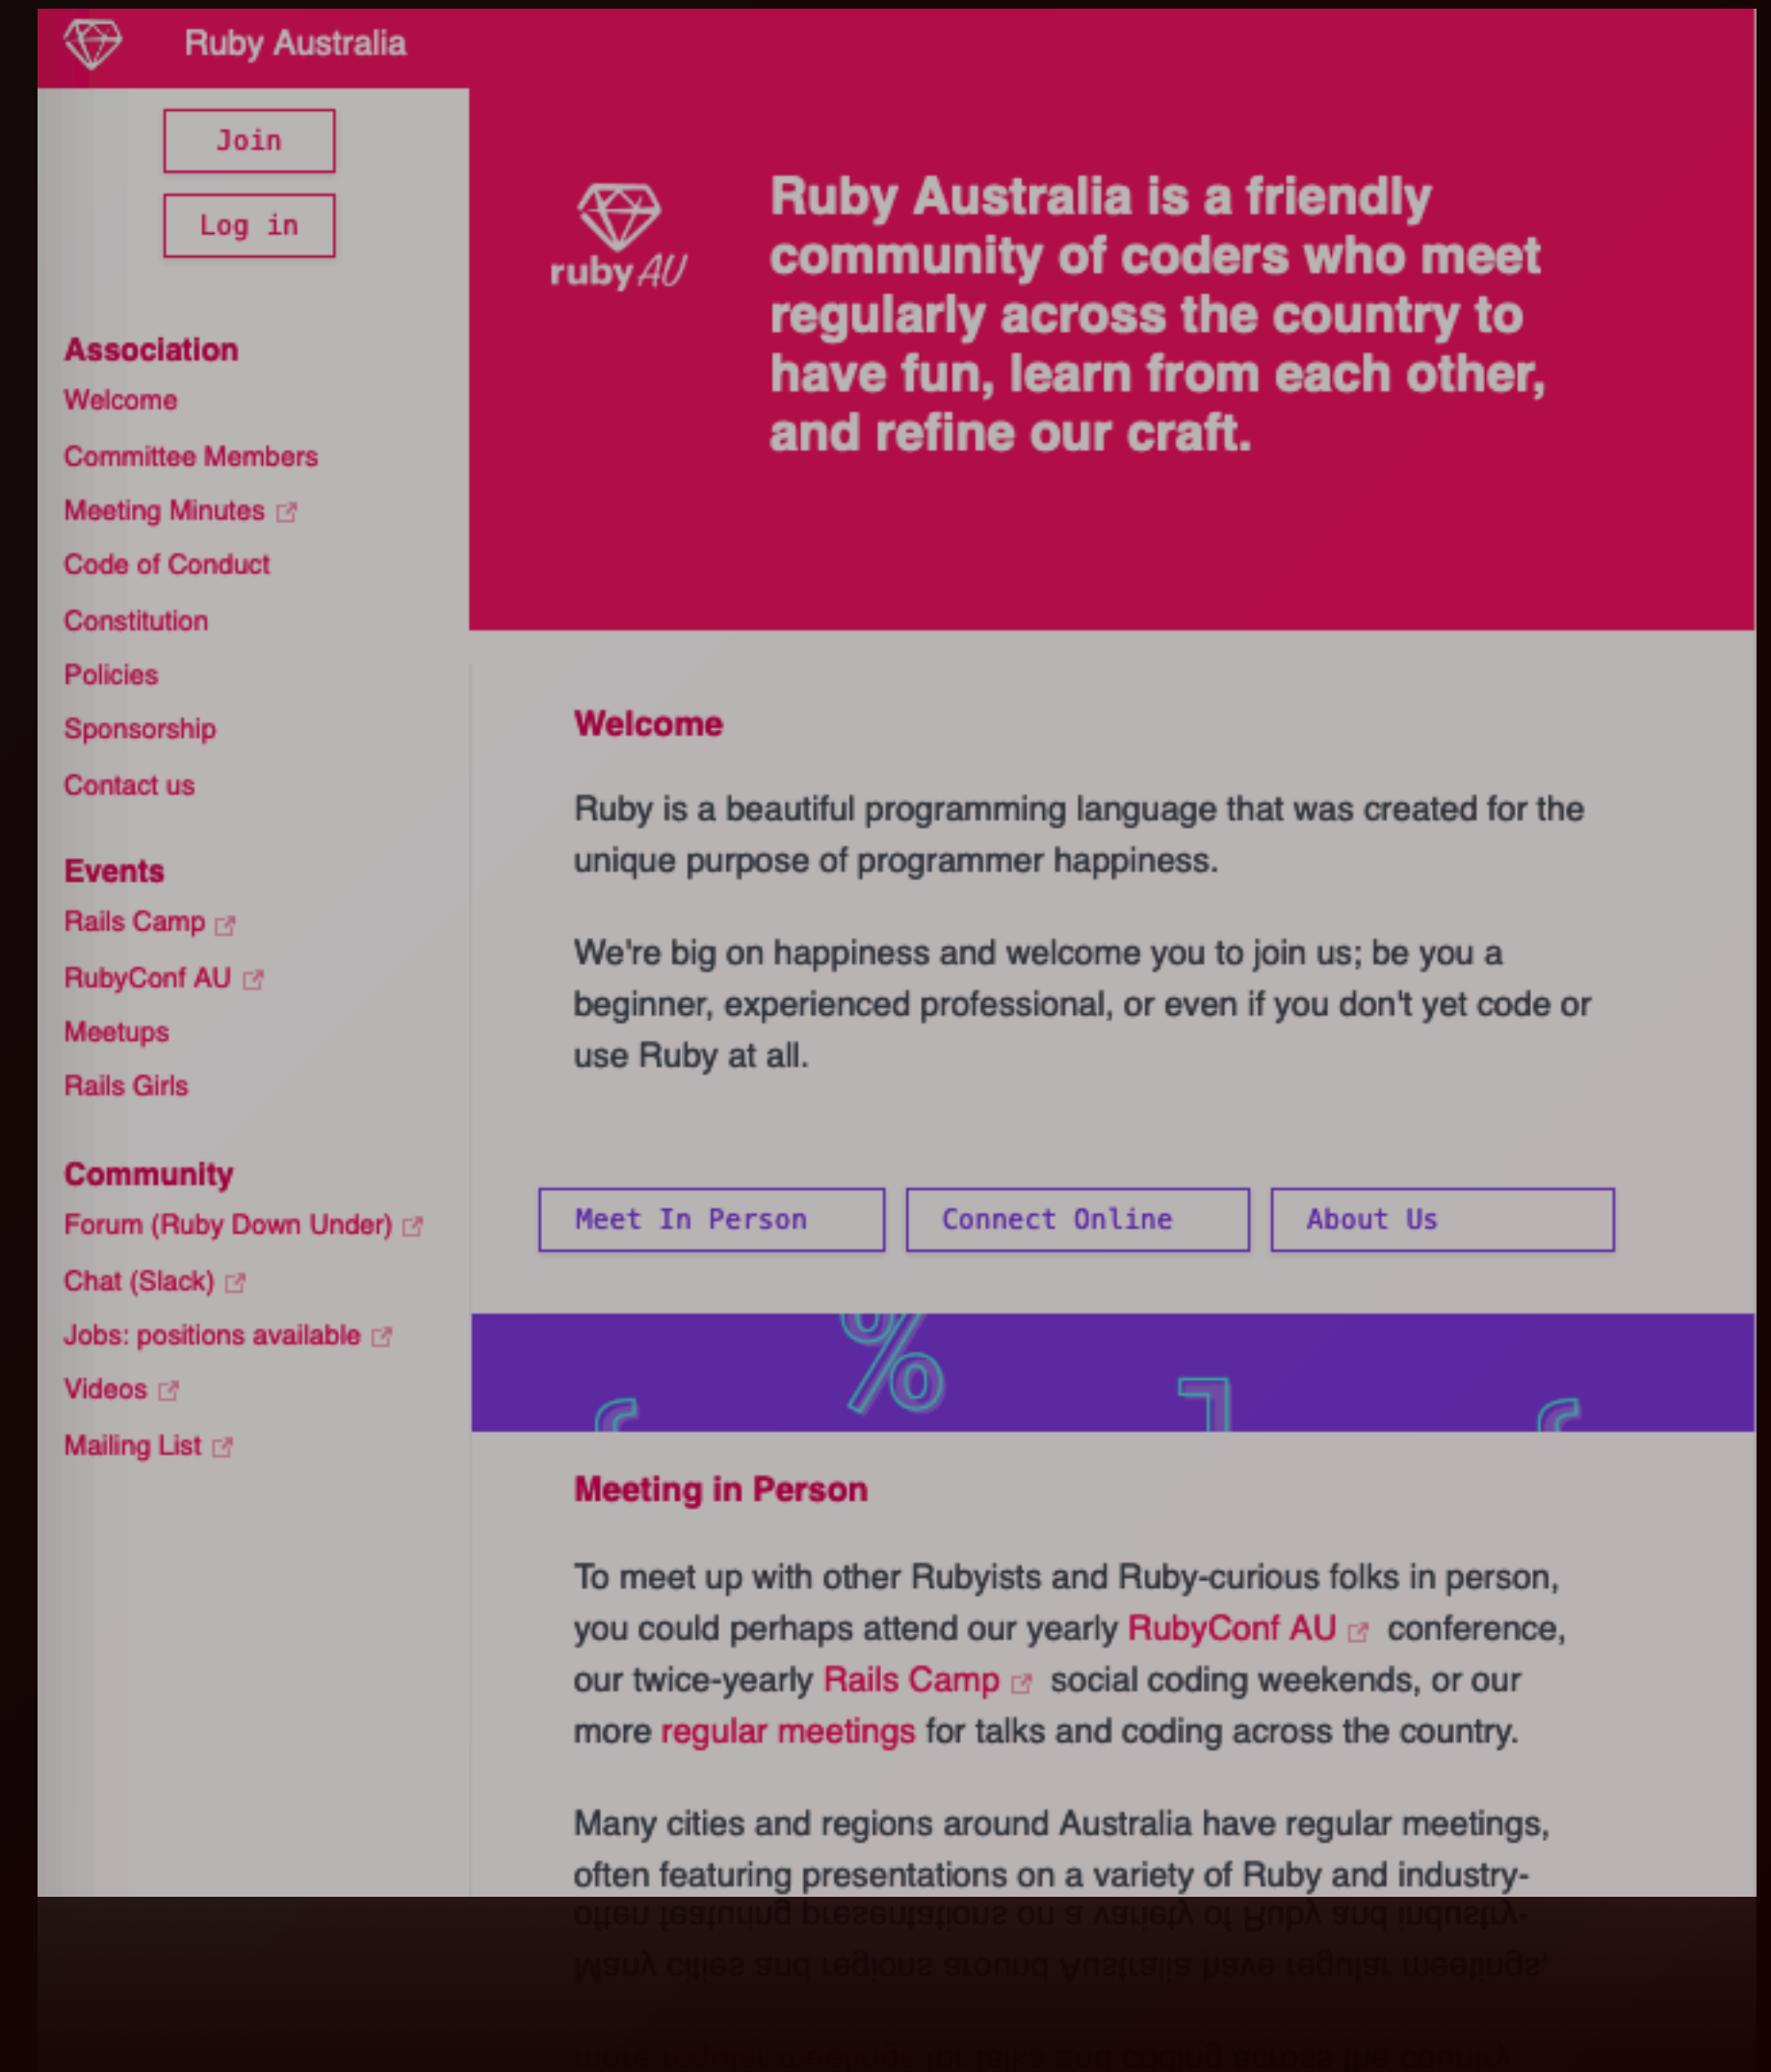 Ruby Australia
Join
Log in
Association
Welcome
Committee Members
Meeting Minutes
Code of Conduct
Constitution
Policies
Sponsorship
Contact us
Events
Rails Camp
RubyConf AU
Meetups
Rails Girls
Community
Forum (Ruby Down Under)
Chat (Slack)
Jobs: positions available
Videos
Mailing List
ruby AU
Ruby Australia is a friendly
community of coders who meet
regularly across the country to
have fun, learn from each other,
and refine our craft.
Welcome
Ruby is a beautiful programming language that was created for the
unique purpose of programmer happiness.
We're big on happiness and welcome you to join us; be you a
beginner, experienced professional, or even if you don't yet code or
use Ruby at all.
Meet In Person
Connect Online
About Us
%
Meeting in Person
To meet up with other Rubyists and Ruby-curious folks in person,
you could perhaps attend our yearly RubyConf AU conference,
our twice-yearly Rails Camp social coding weekends, or our
more regular meetings for talks and coding across the country.
Many cities and regions around Australia have regular meetings,
often featuring presentations on a variety of Ruby and industry-